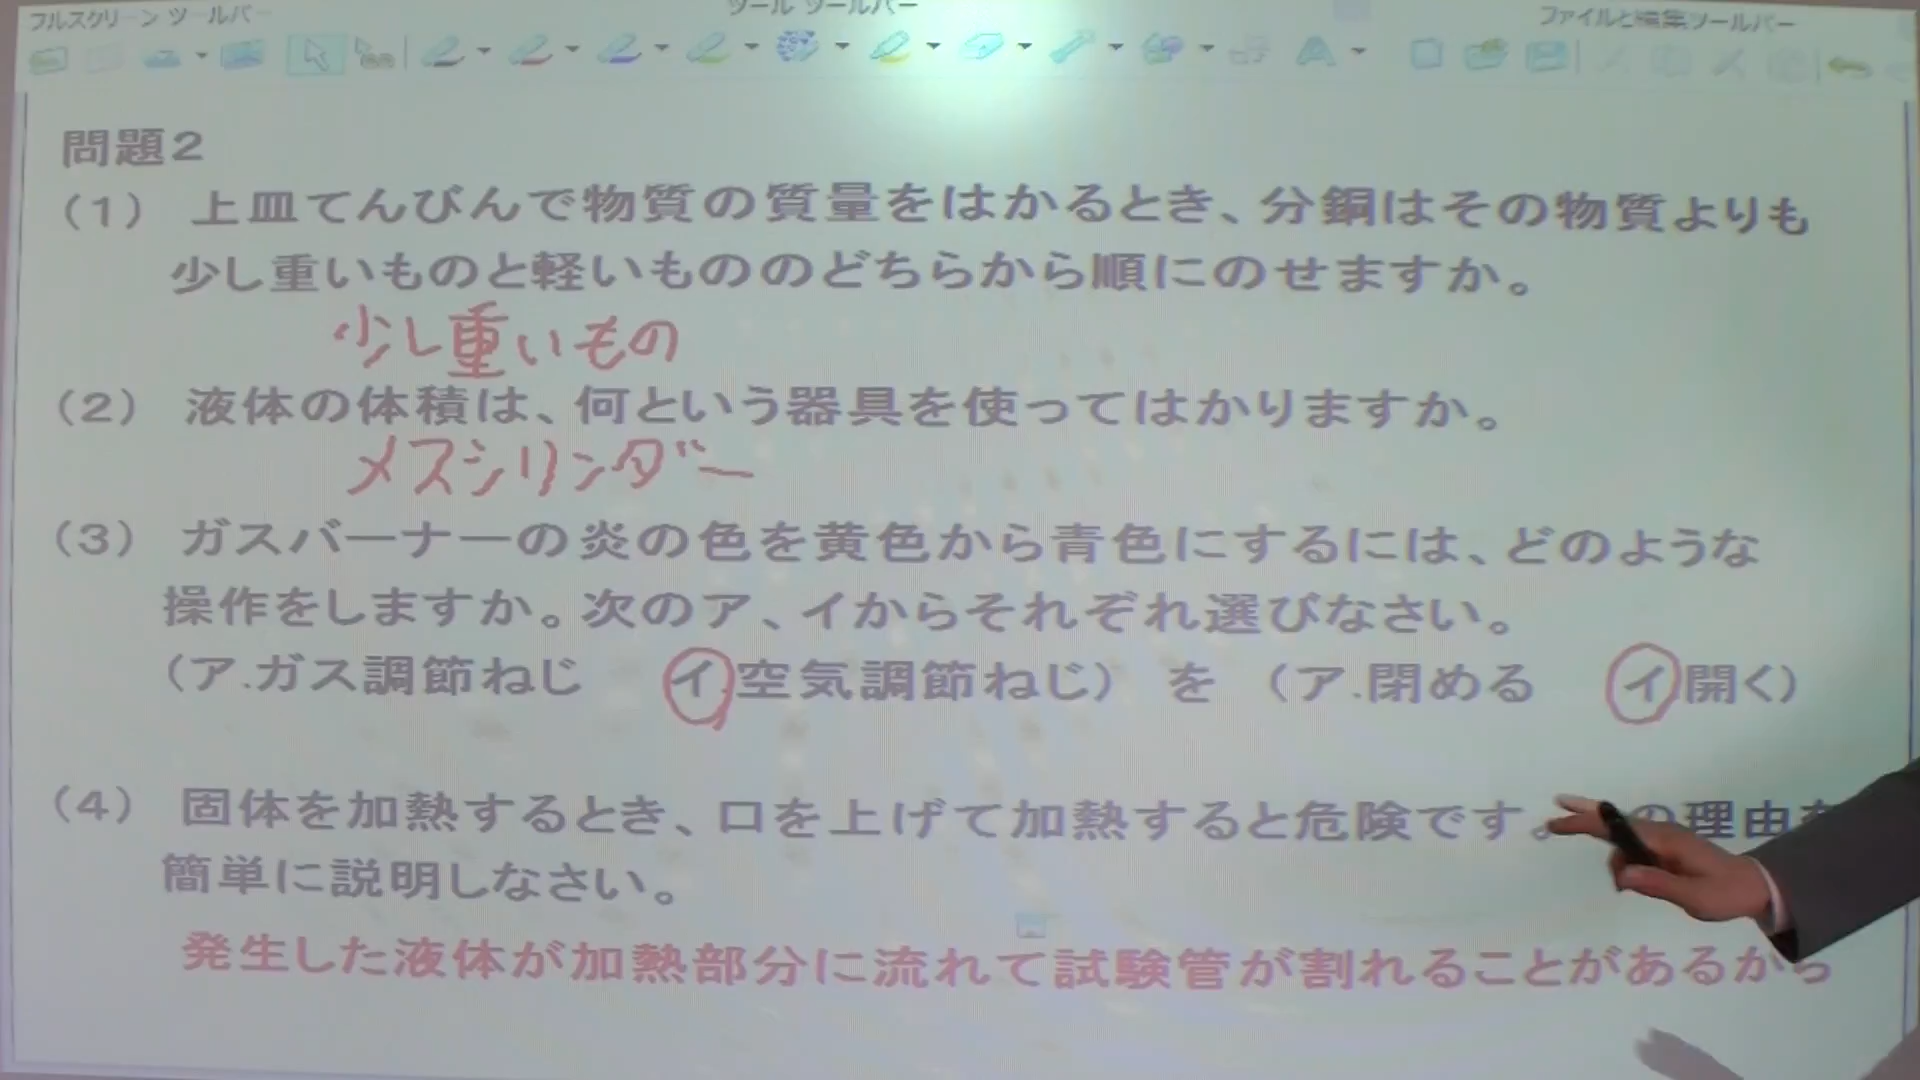 フルスクリーン ツールバー
ツール ツールバー
ファイルと編集ツールバー
問題2
(1) 上皿てんびんで物質の質量をはかるとき、分銅はその物質よりも
少し重いものと軽いもののどちらから順にのせますか。
少し重いもの
(2) 液体の体積は、何という器具を使ってはかりますか。
メスシリンダー
(3) ガスバーナーの炎の色を黄色から青色にするには、どのような
操作をしますか。次のア、イからそれぞれ選びなさい。
(ア.ガス調節ねじ イ.空気調節ねじ) を (ア.閉める イ 開く)
(4) 固体を加熱するとき、口を上げて加熱すると危険です。 の理由を
簡単に説明しなさい。
発生した液体が加熱部分に流れて試験管が割れることがあるから